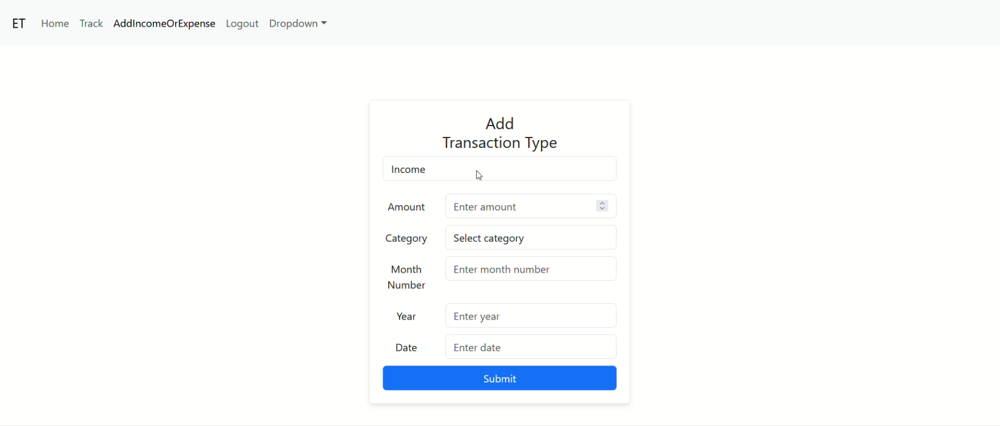 ET Home Track AddIncomeOrExpense Logout Dropdown
Add
Transaction Type
Income
Amount Enter amount
Category Select category
Month Enter month number
Number
Year Enter year
Date Enter date
Submit